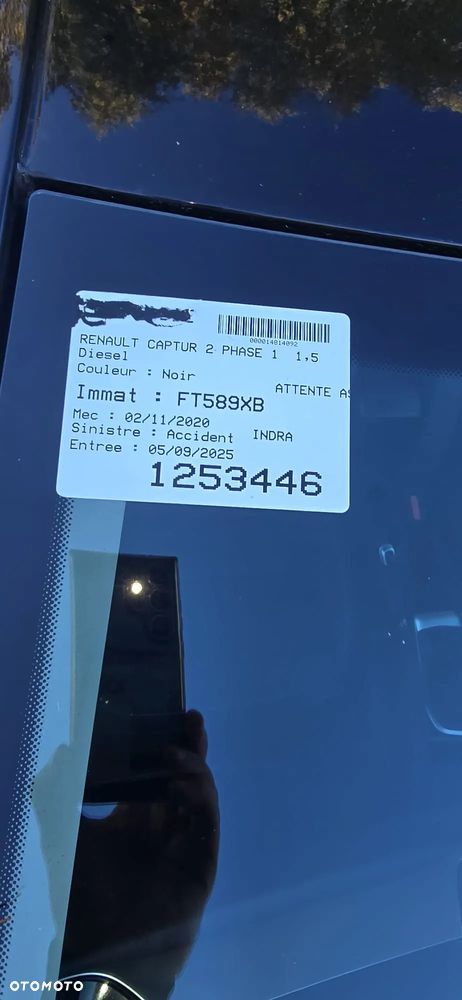 000014814092
RENAULT CAPTUR 2 PHASE 1 1,5
Diesel
Couleur : Noir
ATTENTE AS
Immat : FT589XB
Mec : 02/11/2020
Sinistre : Accident INDRA
Entree : 05/09/2025
1253446
OTOMOTO